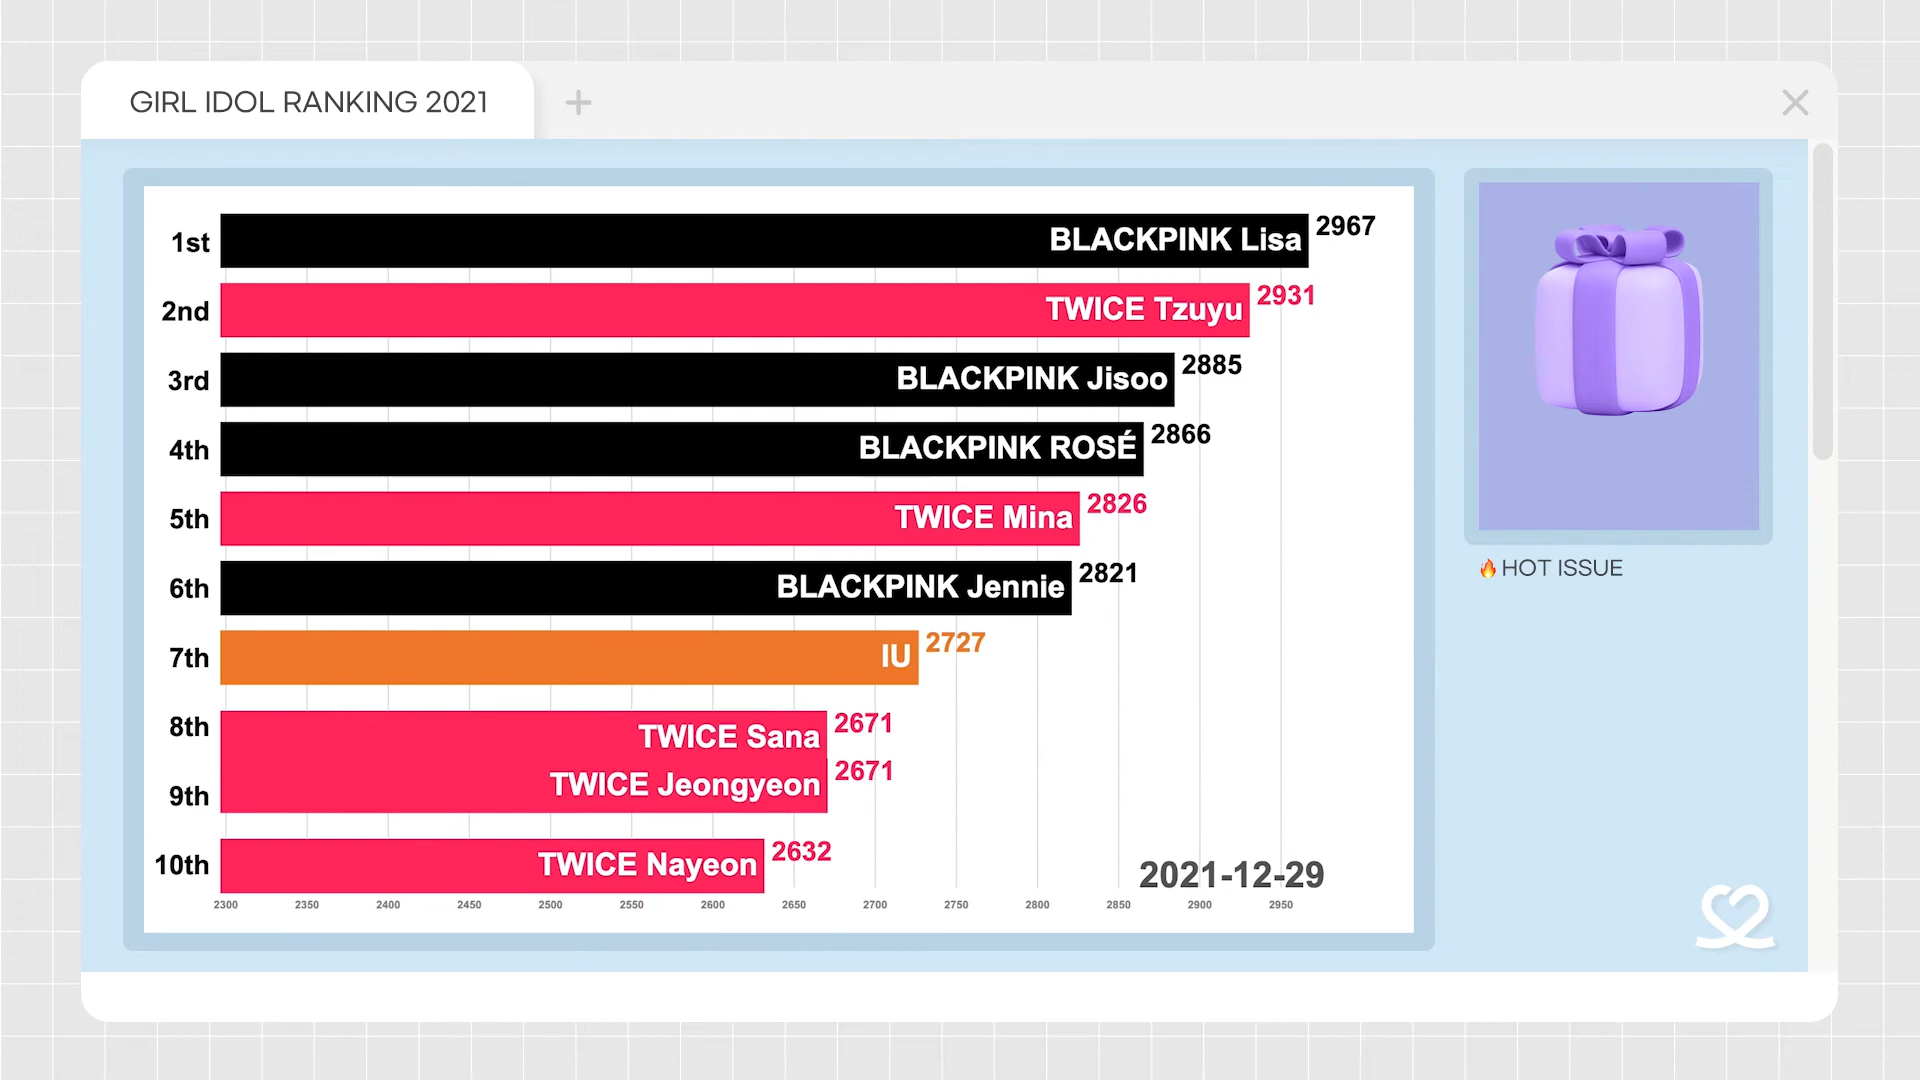 GIRL IDOL RANKING 2021
1st BLACKPINK Lisa 2967
2nd TWICE Tzuyu 2931
3rd BLACKPINK Jisoo 2885
4th BLACKPINK ROSÉ 2866
5th TWICE Mina 2826
6th BLACKPINK Jennie 2821
7th IU 2727
8th TWICE Sana 2671
9th TWICE Jeongyeon 2671
10th TWICE Nayeon 2632
2021-12-29
2300 2350 2400 2450 2500 2550 2600 2650 2700 2750 2800 2850 2900 2950
🔥HOT ISSUE